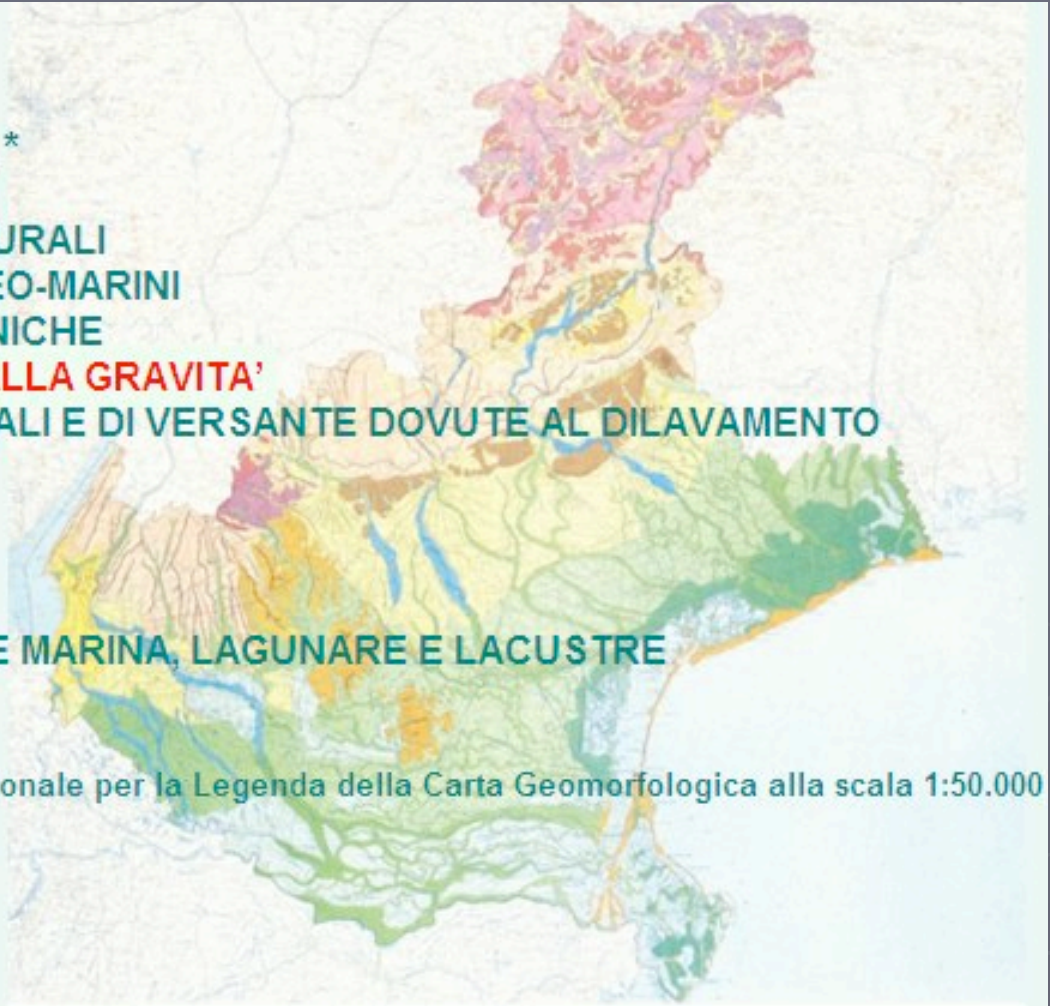 *
URALI
EO-MARINI
NICHE
LLA GRAVITA'
ALI E DI VERSANTE DOVUTE AL DILAVAMENTO
E MARINA, LAGUNARE E LACUSTRE
onale per la Legenda della Carta Geomorfologica alla scala 1:50.000